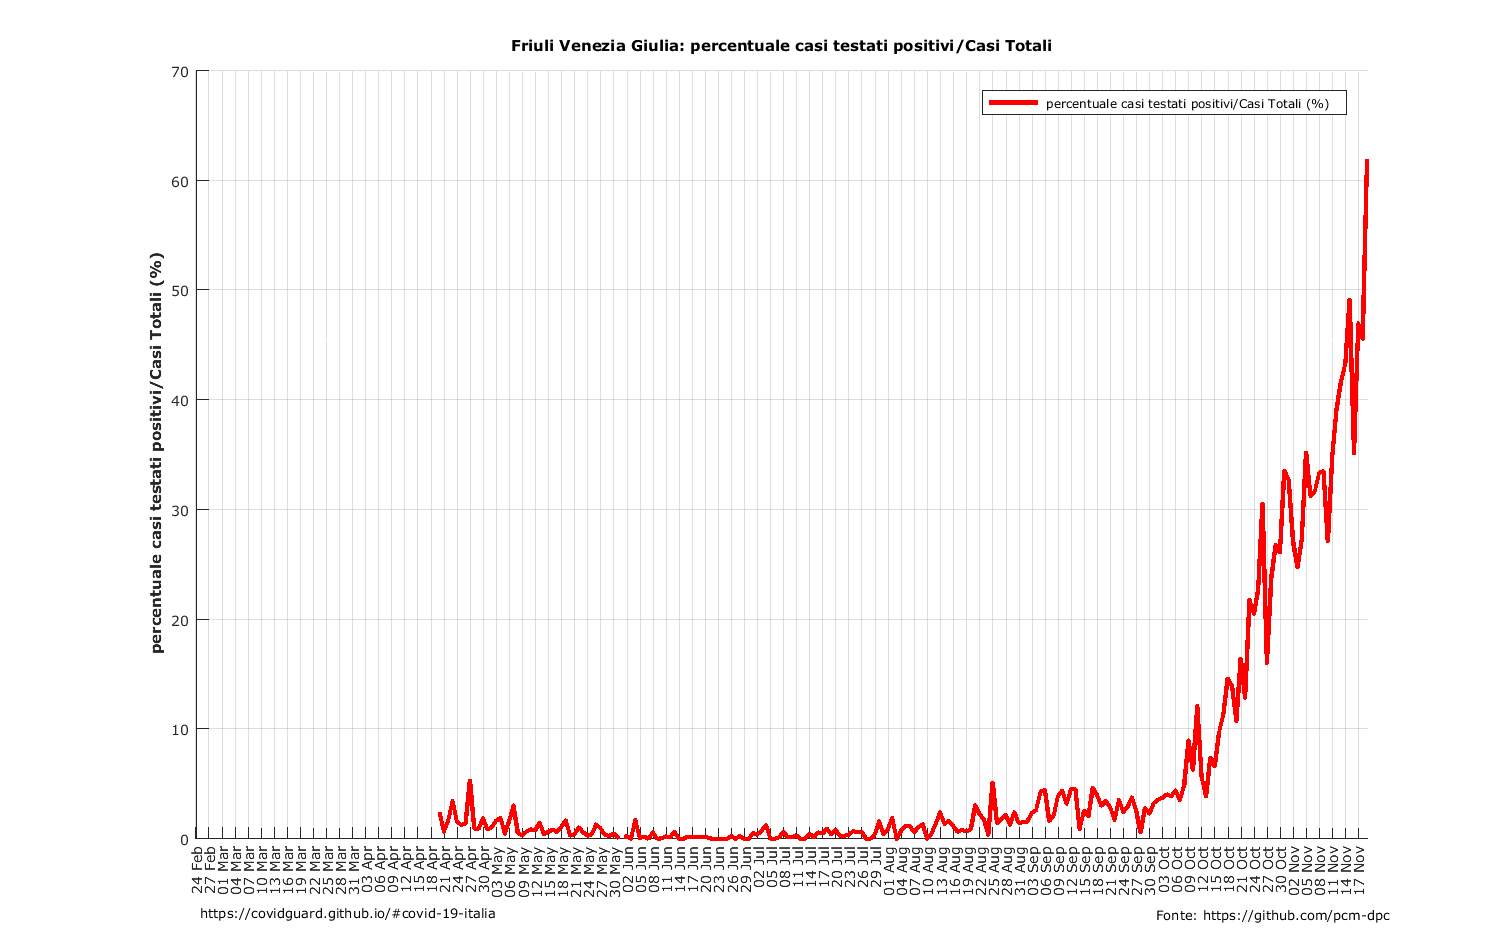 Friuli Venezia Giulia: percentuale casi testati positivi/Casi Totali
percentuale casi testati positivi/Casi Totali (%)
percentuale casi testati positivi/Casi Totali (%)
70
60
50
40
30
20
10
0
24 Feb
27 Feb
01 Mar
04 Mar
07 Mar
10 Mar
13 Mar
16 Mar
19 Mar
22 Mar
25 Mar
28 Mar
31 Mar
03 Apr
06 Apr
09 Apr
12 Apr
15 Apr
18 Apr
21 Apr
24 Apr
27 Apr
30 Apr
03 May
06 May
09 May
12 May
15 May
18 May
21 May
24 May
27 May
30 May
02 Jun
05 Jun
08 Jun
11 Jun
14 Jun
17 Jun
20 Jun
23 Jun
26 Jun
29 Jun
02 Jul
05 Jul
08 Jul
11 Jul
14 Jul
17 Jul
20 Jul
23 Jul
26 Jul
29 Jul
01 Aug
04 Aug
07 Aug
10 Aug
13 Aug
16 Aug
19 Aug
22 Aug
25 Aug
28 Aug
31 Aug
03 Sep
06 Sep
09 Sep
12 Sep
15 Sep
18 Sep
21 Sep
24 Sep
27 Sep
30 Sep
03 Oct
06 Oct
09 Oct
12 Oct
15 Oct
18 Oct
21 Oct
24 Oct
27 Oct
30 Oct
02 Nov
05 Nov
08 Nov
11 Nov
14 Nov
17 Nov
https://covidguard.github.io/#covid-19-italia
Fonte: https://github.com/pcm-dpc